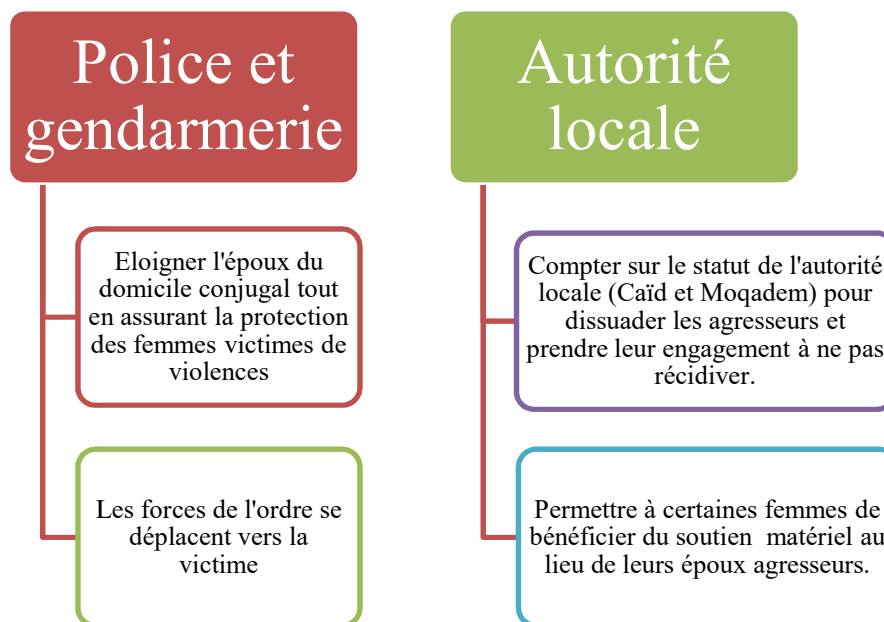 Police et
gendarmerie
Eloigner l'époux du
domicile conjugal tout
en assurant la protection
des femmes victimes de
violences
Les forces de l'ordre se
déplacent vers la
victime
Autorité
locale
Compter sur le statut de l'autorité
locale (Caïd et Moqadem) pour
dissuader les agresseurs et
prendre leur engagement à ne pas
récidiver.
Permettre à certaines femmes de
bénéficier du soutien matériel au
lieu de leurs époux agresseurs.